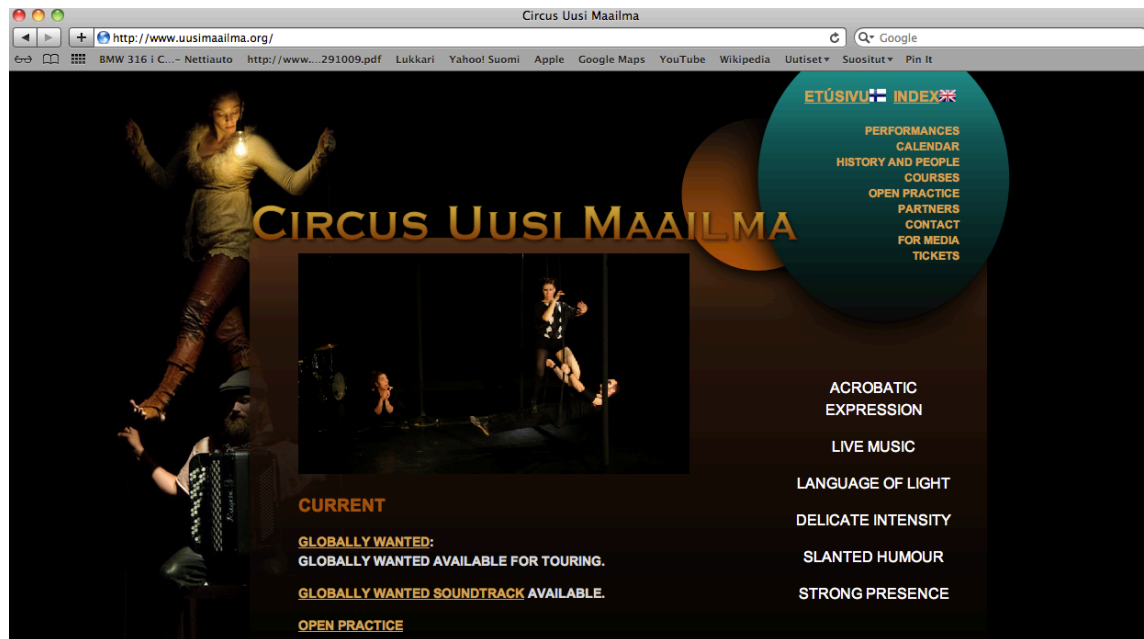 Circus Uusi Maailma
http://www.uusimaailma.org/
Google
BMW 316 i C...– Nettiauto http://www....291009.pdf Lukkari Yahoo! Suomi Apple Google Maps YouTube Wikipedia Uutiset Suositut Pin It
ETÚSIVU INDEX
PERFORMANCES
CALENDAR
HISTORY AND PEOPLE
COURSES
OPEN PRACTICE
PARTNERS
CONTACT
FOR MEDIA
TICKETS
CIRCUS UUSI MAAILMA
CURRENT
GLOBALLY WANTED:
GLOBALLY WANTED AVAILABLE FOR TOURING.
GLOBALLY WANTED SOUNDTRACK AVAILABLE.
OPEN PRACTICE
ACROBATIC
EXPRESSION
LIVE MUSIC
LANGUAGE OF LIGHT
DELICATE INTENSITY
SLANTED HUMOUR
STRONG PRESENCE